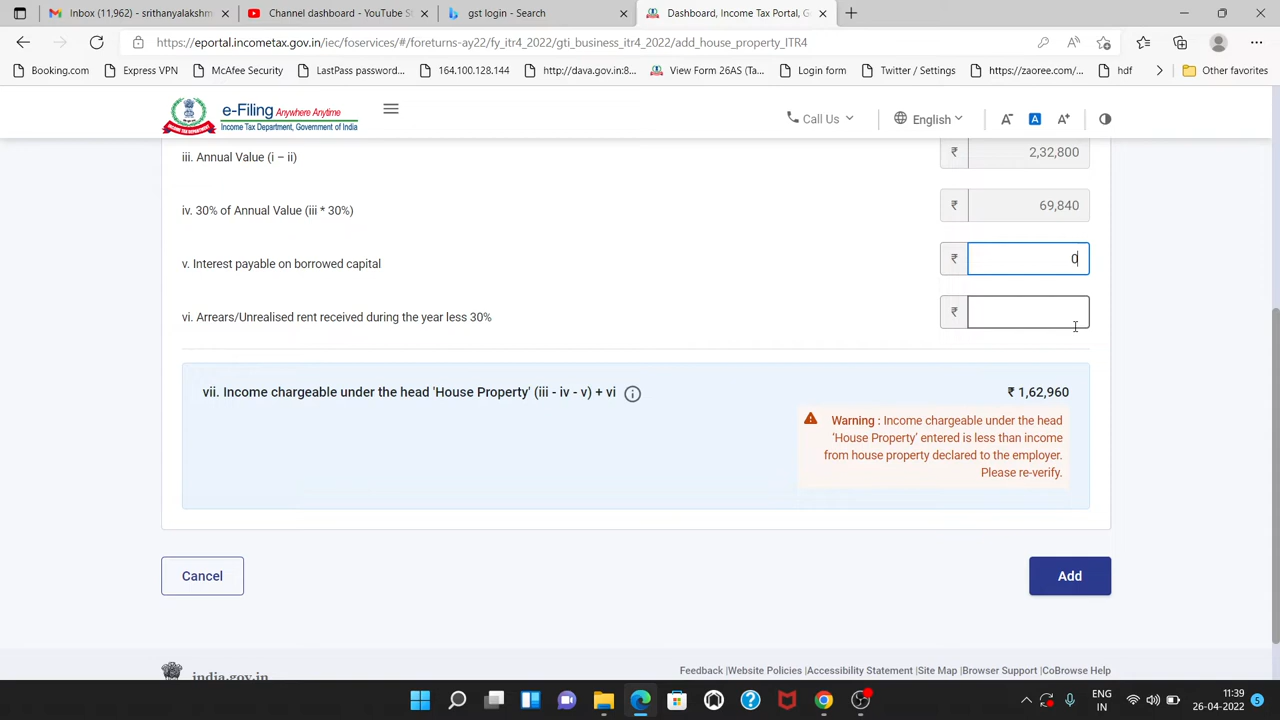 Inbox (11,962) - srithanyalakshm
Channel dashboard - YouTube St
gst login - Search
Dashboard, Income Tax Portal, G
https://eportal.incometax.gov.in/iec/foservices/#/foreturns-ay22/fy_itr4_2022/gti_business_itr4_2022/add_house_property_ITR4
Booking.com
Express VPN
McAfee Security
LastPass password...
164.100.128.144
http://dava.gov.in:8...
View Form 26AS (Ta...
Login form
Twitter / Settings
https://zaoree.com/...
hdf
Other favorites
e-Filing Anywhere Anytime
Income Tax Department, Government of India
Call Us
English
A-
A
A+
iii. Annual Value (i – ii)
₹ 2,32,800
iv. 30% of Annual Value (iii * 30%)
₹ 69,840
v. Interest payable on borrowed capital
₹ 0
vi. Arrears/Unrealised rent received during the year less 30%
₹
vii. Income chargeable under the head 'House Property' (iii - iv - v) + vi
₹ 1,62,960
Warning : Income chargeable under the head
'House Property' entered is less than income
from house property declared to the employer.
Please re-verify.
Cancel
Add
india.gov.in
Feedback |Website Policies |Accessibility Statement |Site Map |Browser Support |CoBrowse Help
ENG
IN
11:39
26-04-2022